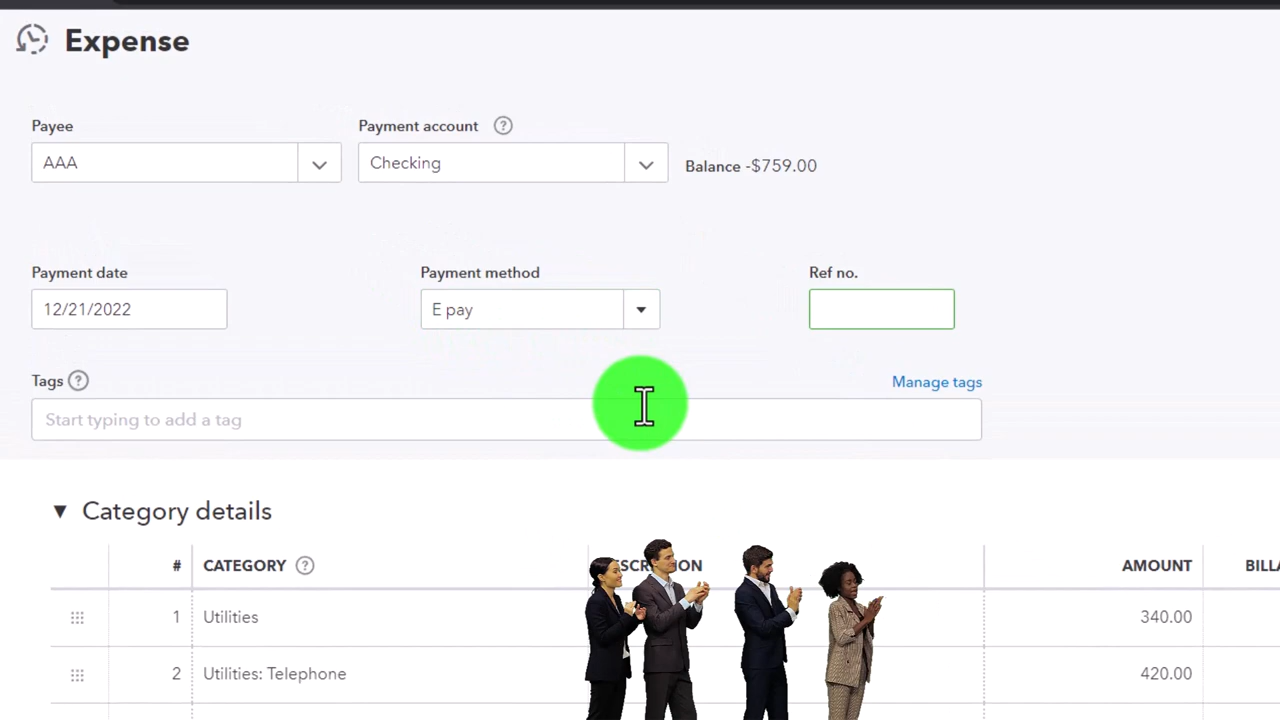 Expense
Payee
Payment account ?
AAA
Checking
Balance -$759.00
Payment date
Payment method
Ref no.
12/21/2022
E pay
Tags ?
Manage tags
Start typing to add a tag
Category details
# CATEGORY ? AMOUNT
1 Utilities 340.00
2 Utilities: Telephone 420.00